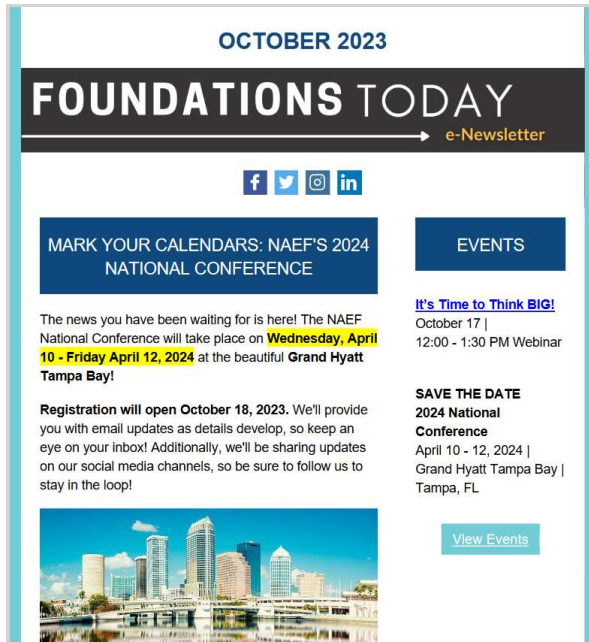 OCTOBER 2023
FOUNDATIONS TODAY
e-Newsletter
MARK YOUR CALENDARS: NAEF'S 2024
NATIONAL CONFERENCE
The news you have been waiting for is here! The NAEF
National Conference will take place on Wednesday, April
10 - Friday April 12, 2024 at the beautiful Grand Hyatt
Tampa Bay!
Registration will open October 18, 2023. We'll provide
you with email updates as details develop, so keep an
eye on your inbox! Additionally, we'll be sharing updates
on our social media channels, so be sure to follow us to
stay in the loop!
EVENTS
It's Time to Think BIG!
October 17 |
12:00 - 1:30 PM Webinar
SAVE THE DATE
2024 National
Conference
April 10 - 12, 2024 |
Grand Hyatt Tampa Bay |
Tampa, FL
View Events